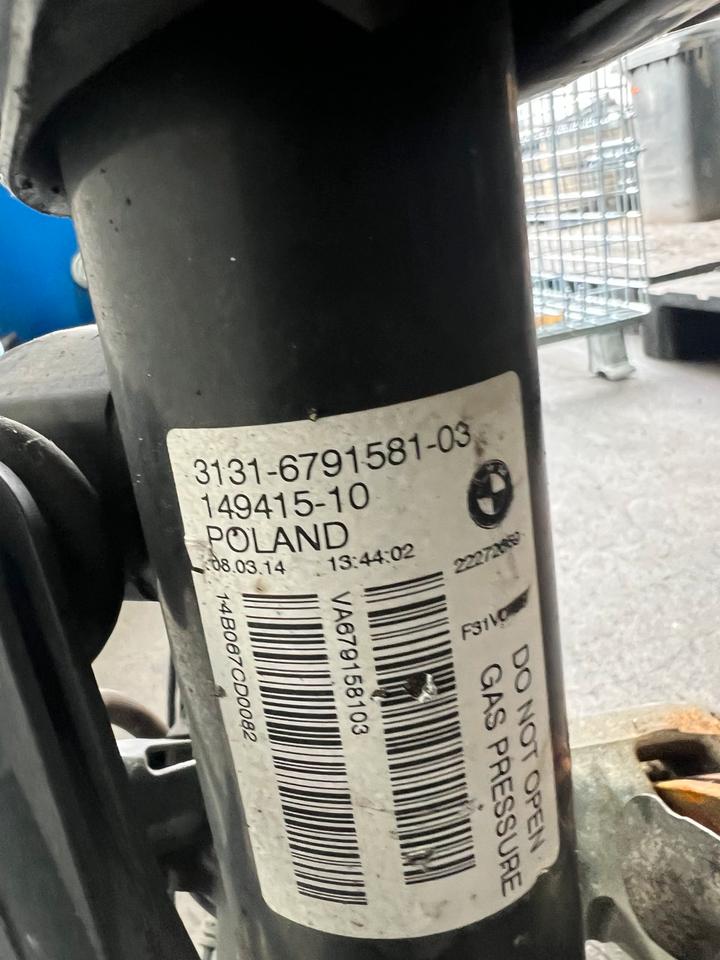 3131-6791581-03
149415-10
POLAND
08.03.14 13:44:02
14B067CD0082
VA679158103
DO NOT OPEN
GAS PRESSURE